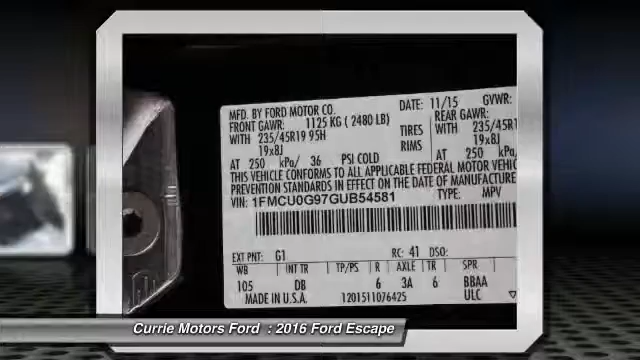 MFD. BY FORD MOTOR CO. DATE: 11/15 GVWR:
FRONT GAWR: 1125 KG ( 2480 LB) REAR GAWR:
WITH 235/45R19 95H TIRES WITH 235/45R1
19x8J RIMS 19x8J
AT 250 kPa/ 36 PSI COLD AT 250 kPa/
THIS VEHICLE CONFORMS TO ALL APPLICABLE FEDERAL MOTOR VEHIC
PREVENTION STANDARDS IN EFFECT ON THE DATE OF MANUFACTURE
VIN: 1FMCU0G97GUB54581 TYPE: MPV
EXT PNT: G1 RC: 41 DSO:
WB INT TR TP/PS R AXLE TR SPR
105 DB 6 3A 6 BBAA
MADE IN U.S.A. 1201511076425 ULC
Currie Motors Ford : 2016 Ford Escape